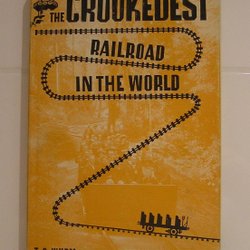 THE CROOKEDEST
RAILROAD
IN THE WORLD